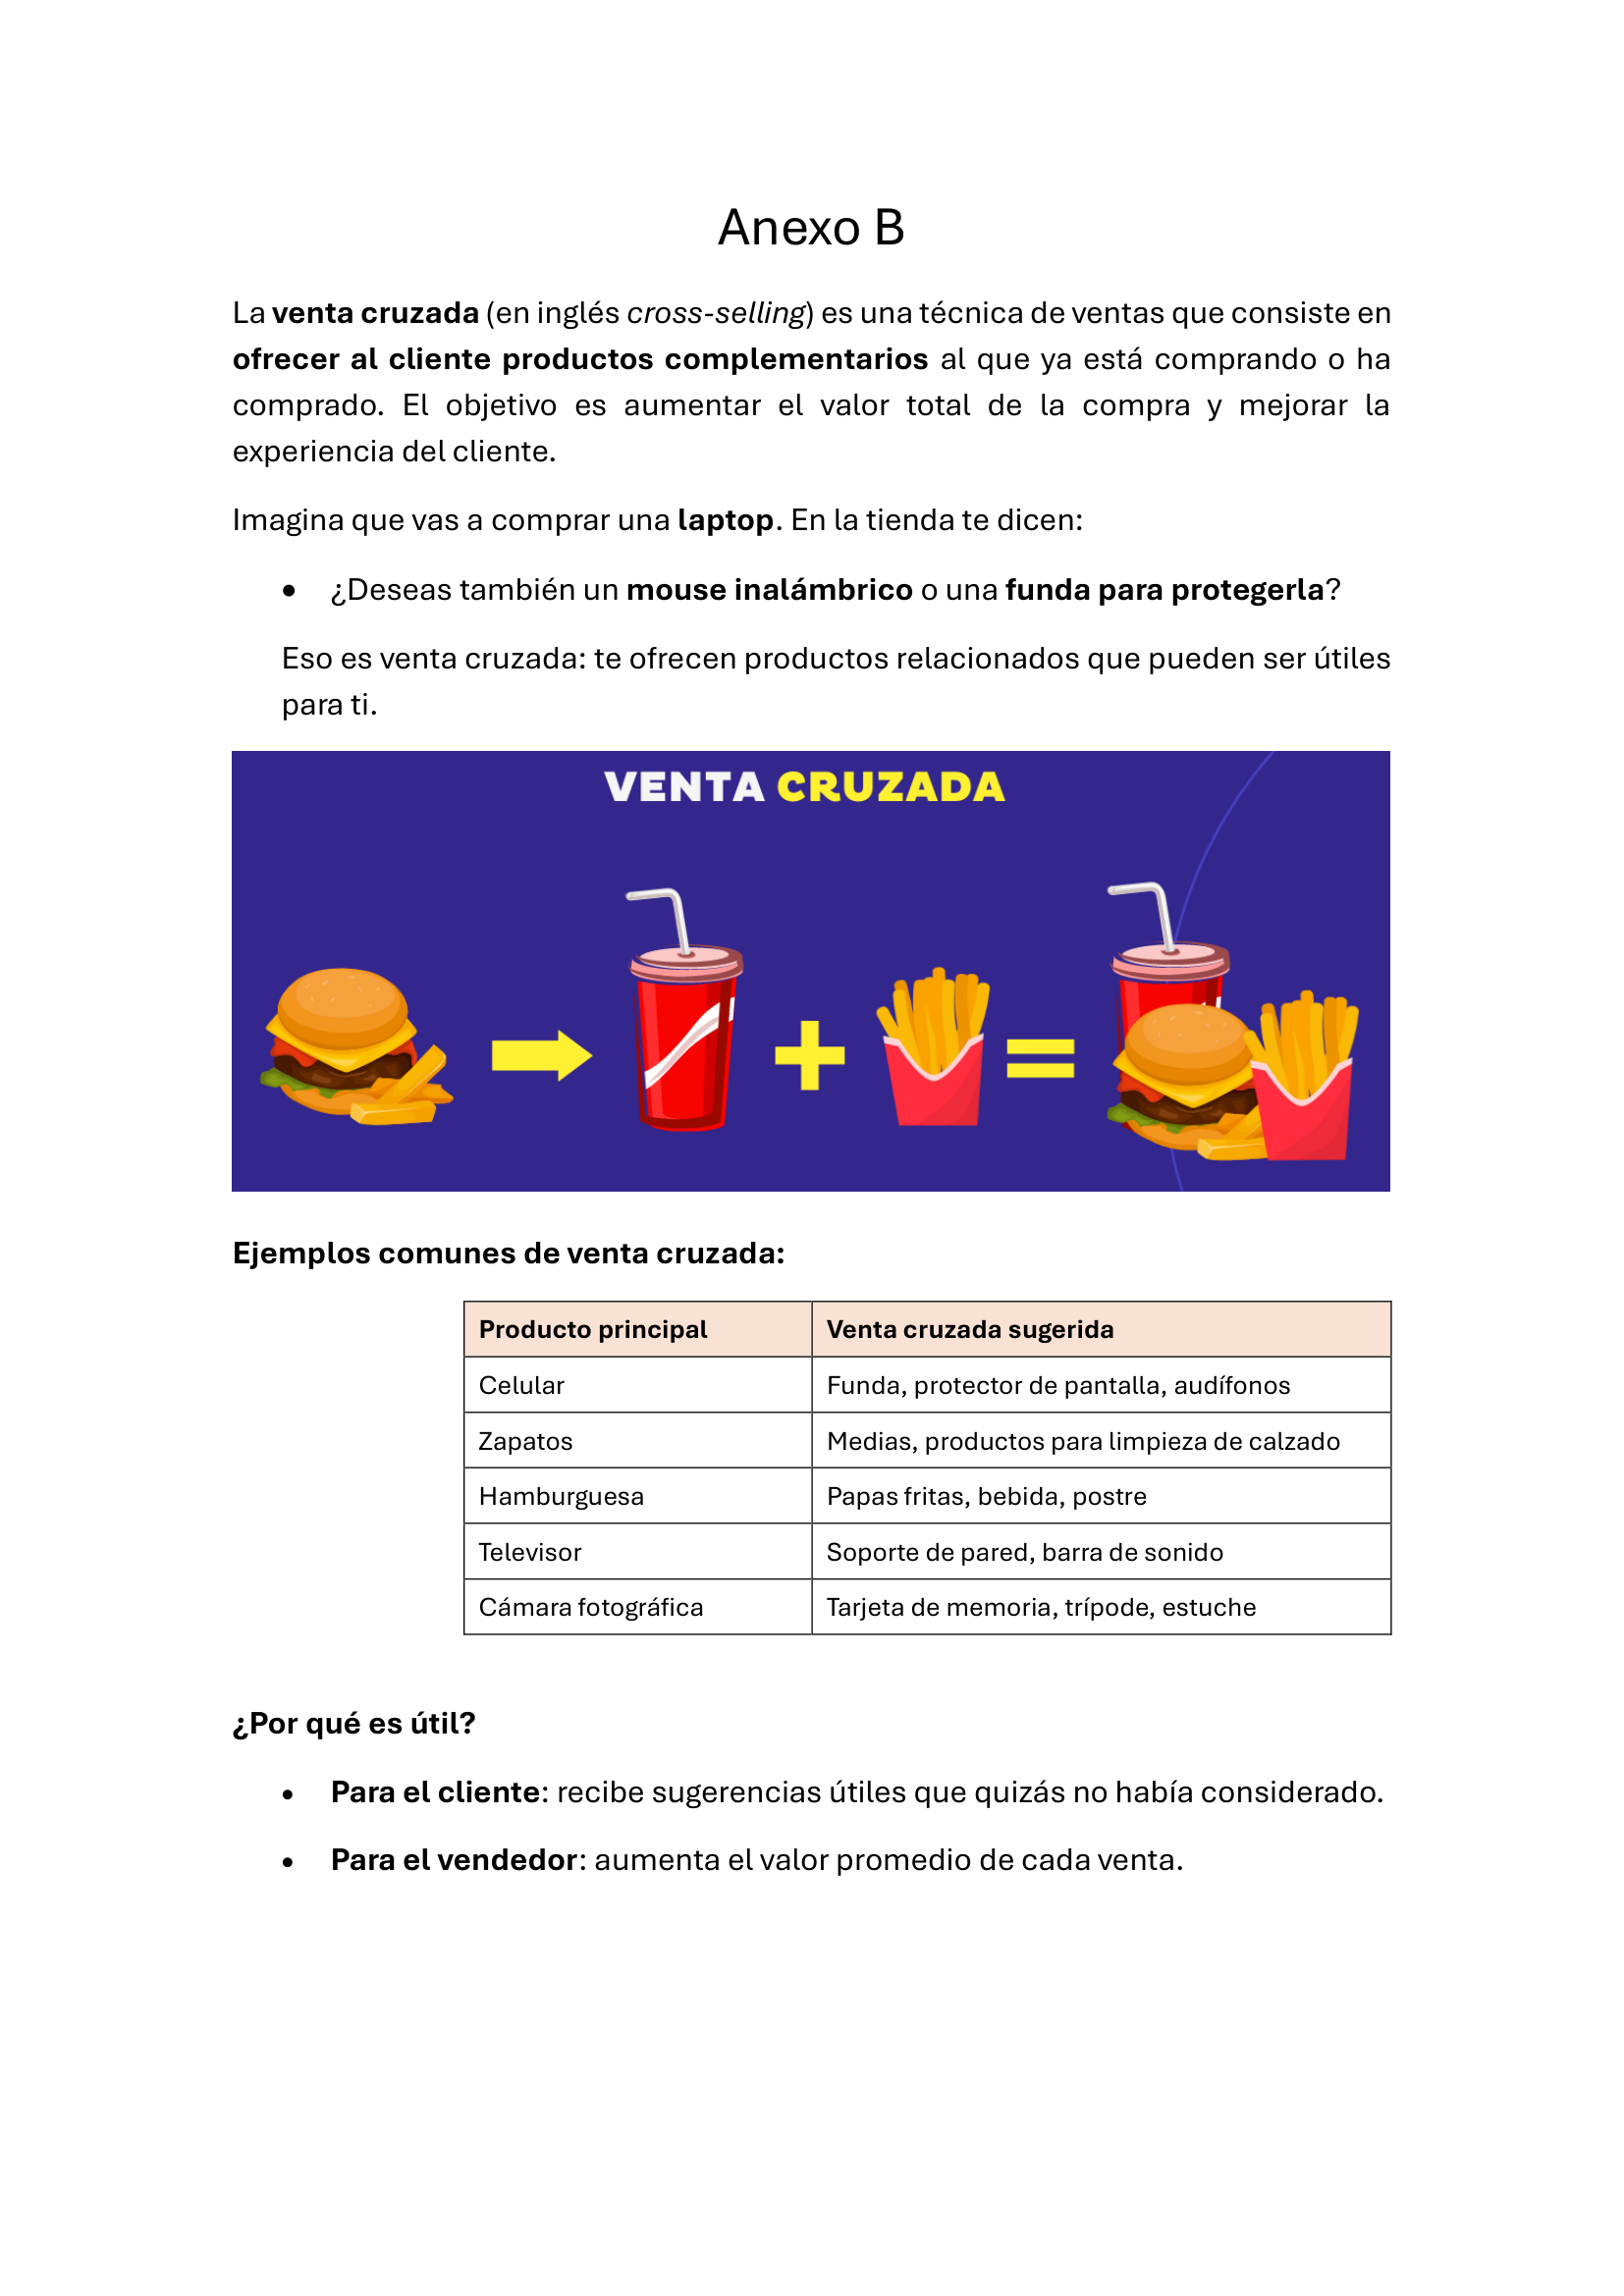 Anexo B
La venta cruzada (en inglés cross-selling) es una técnica de ventas que consiste en
ofrecer al cliente productos complementarios al que ya está comprando o ha
comprado. El objetivo es aumentar el valor total de la compra y mejorar la
experiencia del cliente.
Imagina que vas a comprar una laptop. En la tienda te dicen:
• ¿Deseas también un mouse inalámbrico o una funda para protegerla?
Eso es venta cruzada: te ofrecen productos relacionados que pueden ser útiles
para ti.
VENTA CRUZADA
Ejemplos comunes de venta cruzada:
Producto principal Venta cruzada sugerida
Celular Funda, protector de pantalla, audífonos
Zapatos Medias, productos para limpieza de calzado
Hamburguesa Papas fritas, bebida, postre
Televisor Soporte de pared, barra de sonido
Cámara fotográfica Tarjeta de memoria, trípode, estuche
¿Por qué es útil?
• Para el cliente: recibe sugerencias útiles que quizás no había considerado.
• Para el vendedor: aumenta el valor promedio de cada venta.